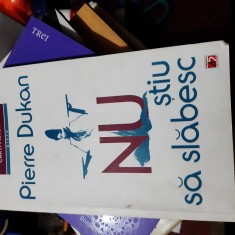 Pierre Dukan
NU
știu
să slăbesc
TREI